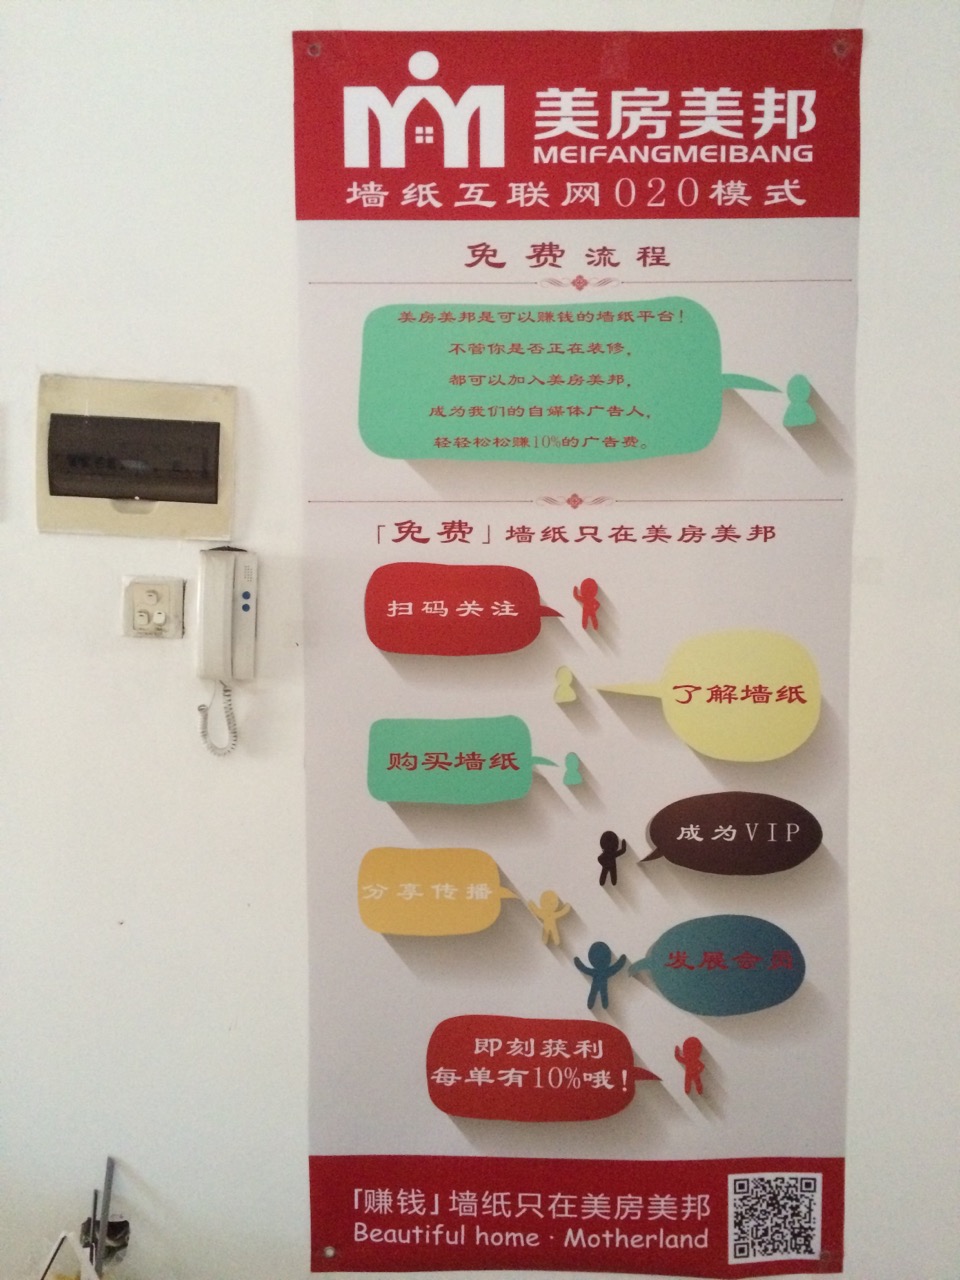 美房美邦
MEIFANGMEIBANG
墙纸互联网O2O模式
免费流程
美房美邦是可以赚钱的墙纸平台!
不管你是否正在装修,
都可以加入美房美邦,
成为我们的自媒体广告人,
轻轻松松赚10%的广告费。
「免费」墙纸只在美房美邦
扫码关注
了解墙纸
购买墙纸
成为VIP
分享传播
发展会员
即刻获利
每单有10%哦!
「赚钱」墙纸只在美房美邦
Beautiful home · Motherland